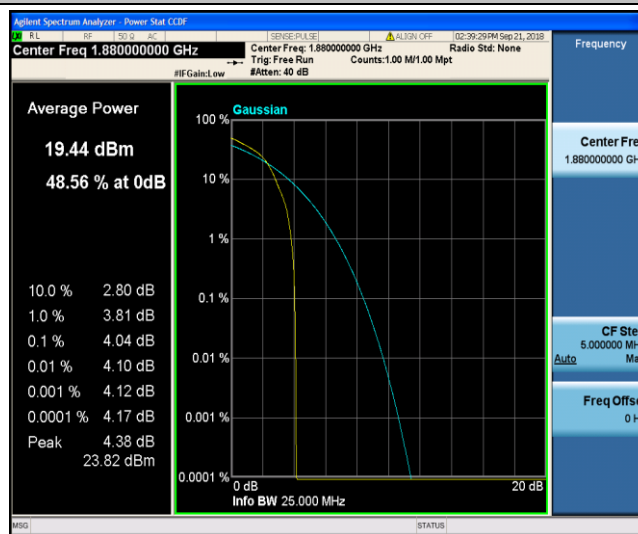 Agilent Spectrum Analyzer - Power Stat CCDF
RL RF 50 Ω AC SENSE:PULSE ALIGN OFF 02:39:29PM Sep 21, 2018
Center Freq 1.880000000 GHz
Center Freq: 1.880000000 GHz Radio Std: None
Trig: Free Run Counts:1.00 M/1.00 Mpt
#IFGain:Low #Atten: 40 dB
Frequency
Average Power
19.44 dBm
48.56 % at 0dB
10.0 % 2.80 dB
1.0 % 3.81 dB
0.1 % 4.04 dB
0.01 % 4.10 dB
0.001 % 4.12 dB
0.0001 % 4.17 dB
Peak 4.38 dB
23.82 dBm
Gaussian
100 %
10 %
1 %
0.1 %
0.01 %
0.001 %
0.0001 %
0 dB 20 dB
Info BW 25.000 MHz
Center Fre
1.880000000 GH
CF Ste
5.000000 MH
Auto Ma
Freq Offse
0 H
MSG STATUS